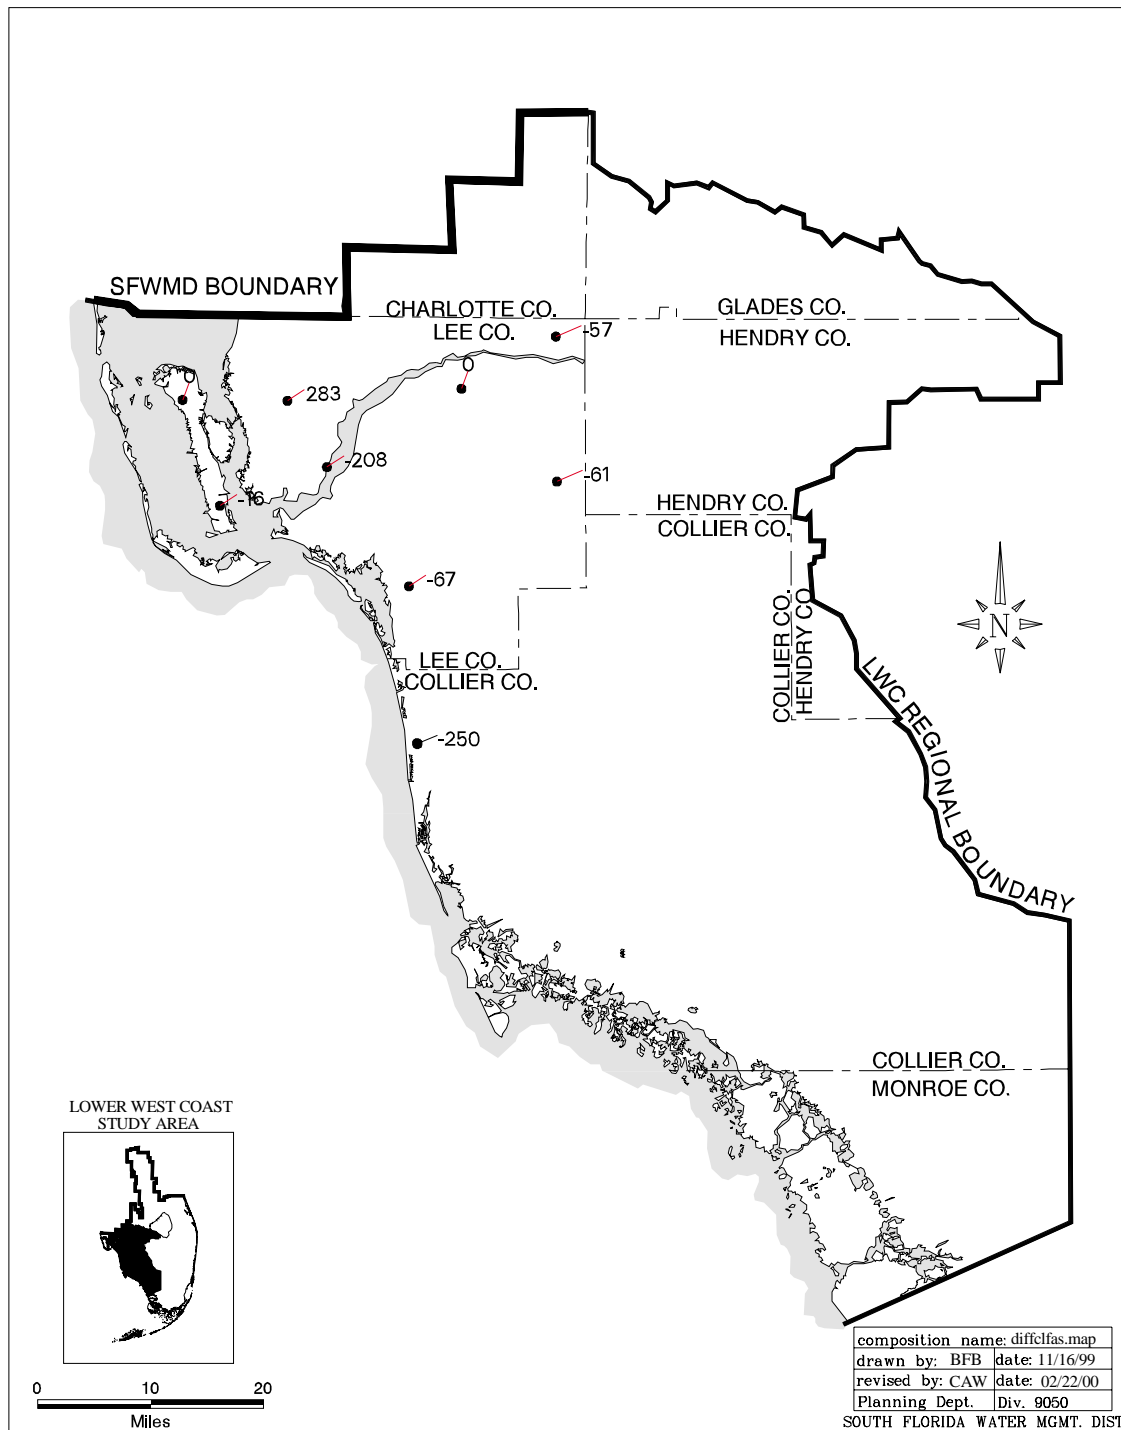 SFWMD BOUNDARY
CHARLOTTE CO.
LEE CO.
GLADES CO.
HENDRY CO.
-57
0
0
283
-208
-61
-16
HENDRY CO.
COLLIER CO.
-67
COLLIER CO.
HENDRY CO.
N
LEE CO.
COLLIER CO.
LWC REGIONAL BOUNDARY
-250
COLLIER CO.
MONROE CO.
LOWER WEST COAST
STUDY AREA
0 10 20
Miles
composition name: diffclfas.map
drawn by: BFB date: 11/16/99
revised by: CAW date: 02/22/00
Planning Dept. Div. 9050
SOUTH FLORIDA WATER MGMT. DIST